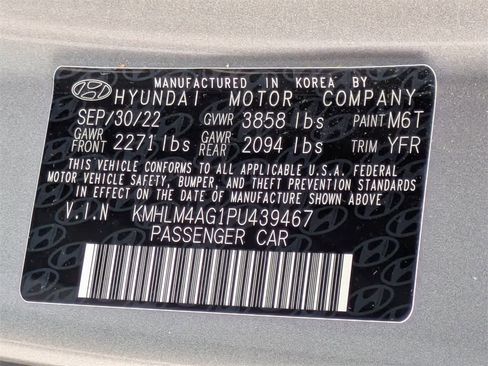 MANUFACTURED IN KOREA BY
HYUNDAI MOTOR COMPANY
SEP/30/22 GVWR 3858 lbs PAINT M6T
GAWR FRONT 2271 lbs GAWR REAR 2094 lbs TRIM YFR
THIS VEHICLE CONFORMS TO ALL APPLICABLE U.S.A. FEDERAL
MOTOR VEHICLE SAFETY, BUMPER, AND THEFT PREVENTION STANDARDS
IN EFFECT ON THE DATE OF MANUFACTURE SHOWN ABOVE
V.I.N KMHLM4AG1PU439467
PASSENGER CAR